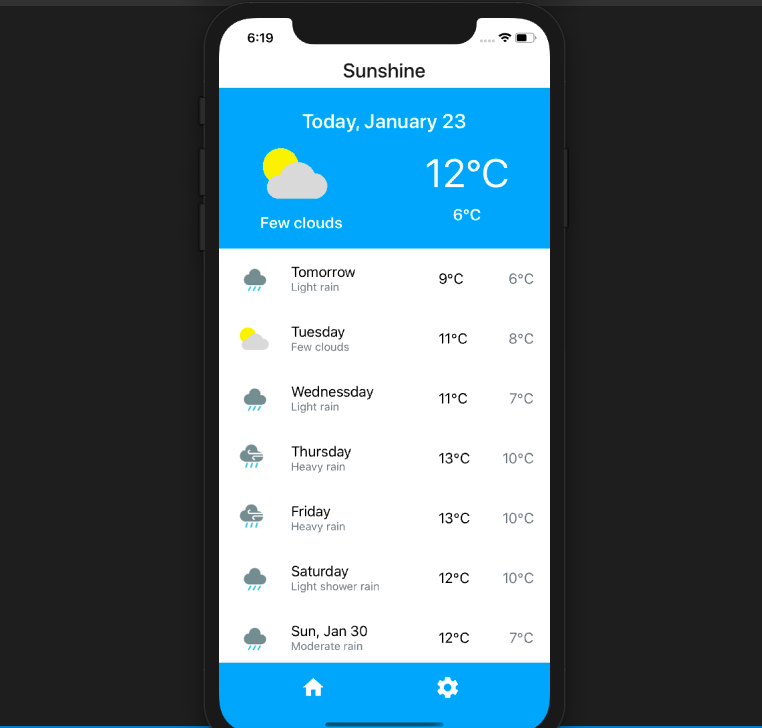 6:19
Sunshine
Today, January 23
12°C
6°C
Few clouds
Tomorrow
Light rain
9°C 6°C
Tuesday
Few clouds
11°C 8°C
Wednessday
Light rain
11°C 7°C
Thursday
Heavy rain
13°C 10°C
Friday
Heavy rain
13°C 10°C
Saturday
Light shower rain
12°C 10°C
Sun, Jan 30
Moderate rain
12°C 7°C